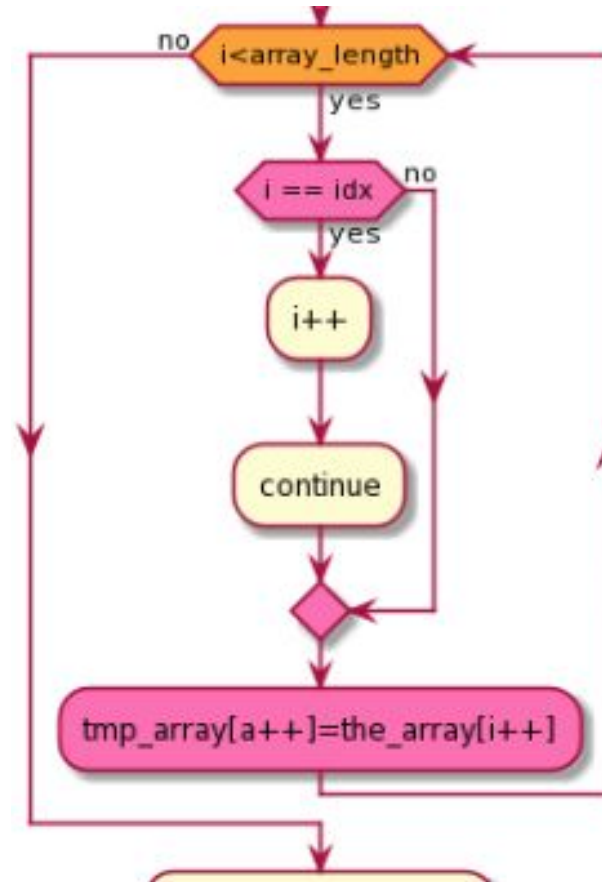 no
i<array_length
yes
i == idx
no
yes
i++
continue
tmp_array[a++]=the_array[i++]